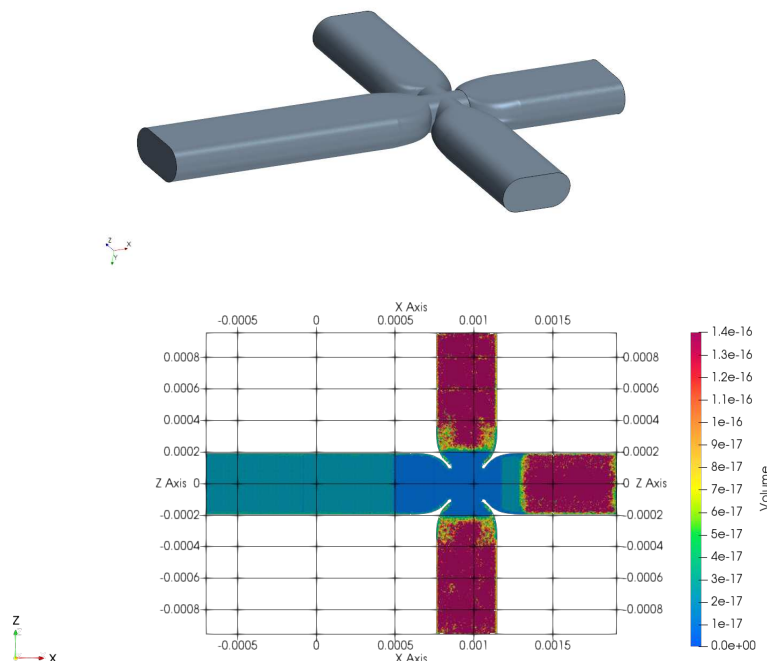 Z X
Y
X Axis
-0.0005 0 0.0005 0.001 0.0015
0.0008 0.0008
0.0006 0.0006
0.0004 0.0004
0.0002 0.0002
Z Axis 0 0 Z Axis
-0.0002 -0.0002
-0.0004 -0.0004
-0.0006 -0.0006
-0.0008 -0.0008
-0.0005 0 0.0005 0.001 0.0015
X Axis
1.4e-16
1.3e-16
1.2e-16
1.1e-16
1e-16
9e-17
8e-17
7e-17
6e-17
5e-17
4e-17
3e-17
2e-17
1e-17
0.0e+00
Volume
Z
X